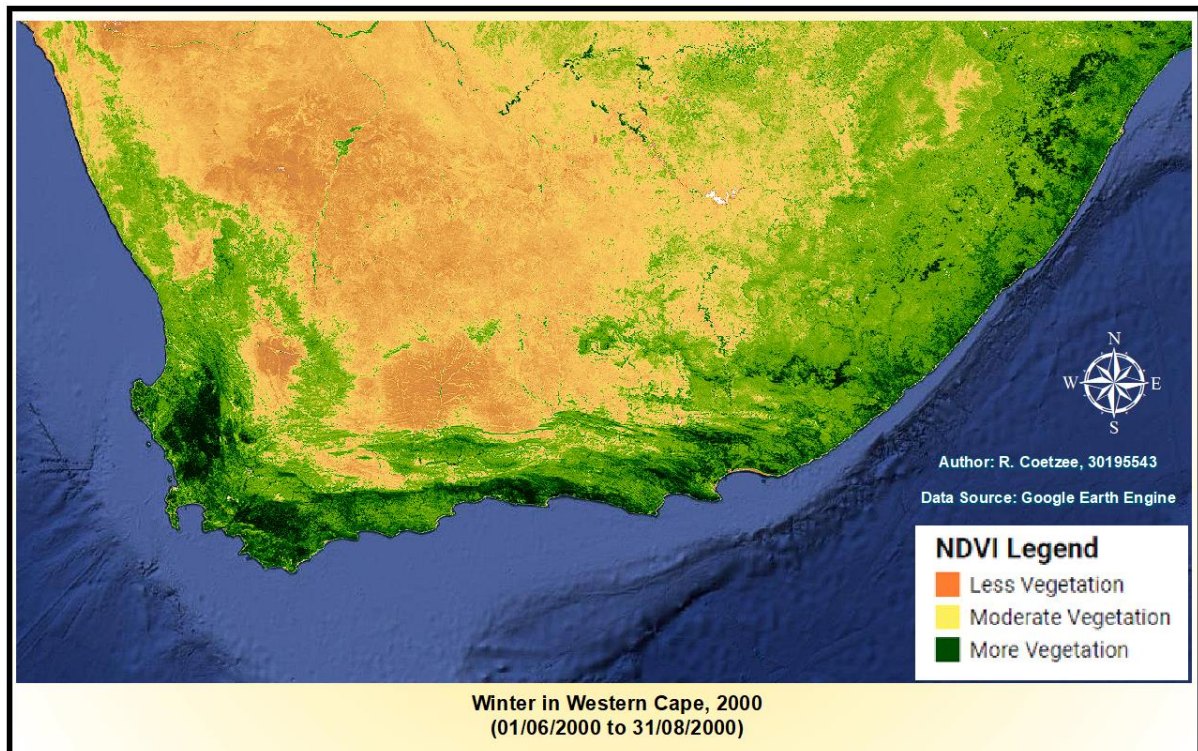 N
W E
S
Author: R. Coetzee, 30195543
Data Source: Google Earth Engine
NDVI Legend
Less Vegetation
Moderate Vegetation
More Vegetation
Winter in Western Cape, 2000
(01/06/2000 to 31/08/2000)